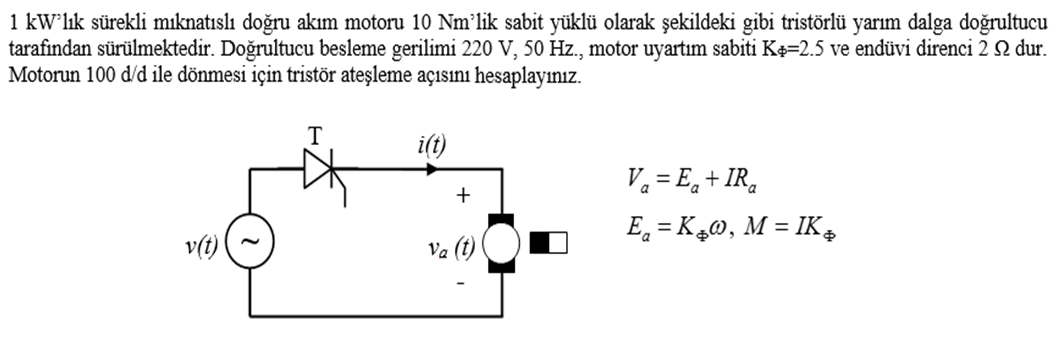 1 kW’lık sürekli mıknatıslı doğru akım motoru 10 Nm’lik sabit yüklü olarak şekildeki gibi tristörlü yarım dalga doğrultucu
tarafından sürülmektedir. Doğrultucu besleme gerilimi 220 V, 50 Hz., motor uyartım sabiti KΦ=2.5 ve endüvi direnci 2 Ω dur.
Motorun 100 d/d ile dönmesi için tristör ateşleme açısını hesaplayınız.
T
i(t)
+
v(t)
~
va (t)
-
Va = Ea + IRa
Ea = KΦω, M = IKΦ